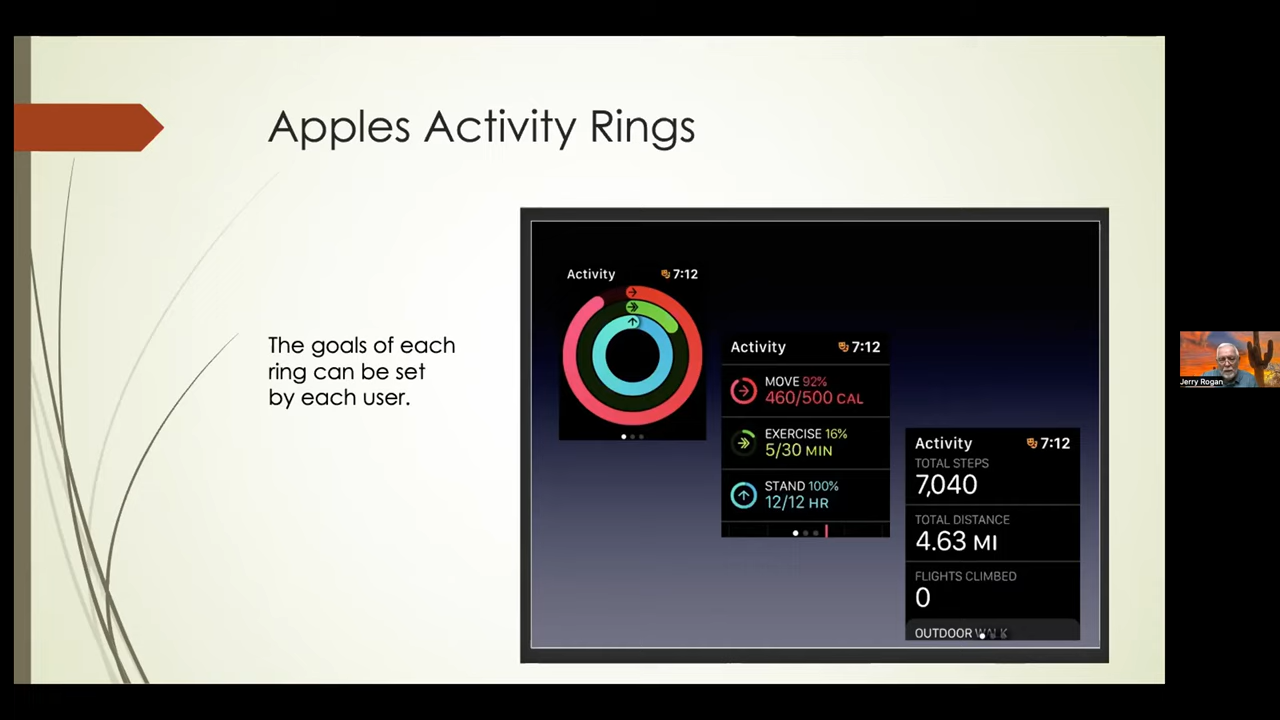 Apples Activity Rings
The goals of each
ring can be set
by each user.
Activity 7:12
Activity 7:12
MOVE 92%
460/500 CAL
EXERCISE 16%
5/30 MIN
STAND 100%
12/12 HR
Activity 7:12
TOTAL STEPS
7,040
TOTAL DISTANCE
4.63 MI
FLIGHTS CLIMBED
0
OUTDOOR WALK
Jerry Rogan